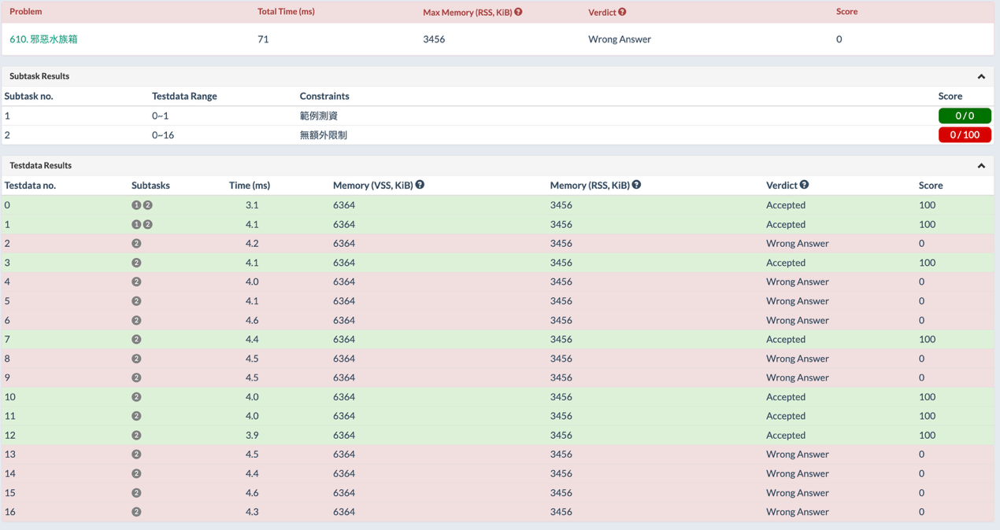 Problem Total Time (ms) Max Memory (RSS, KiB) Verdict Score
610. 邪惡水族箱 71 3456 Wrong Answer 0
Subtask Results
Subtask no. Testdata Range Constraints Score
1 0~1 範例測資 0 / 0
2 0~16 無額外限制 0 / 100
Testdata Results
Testdata no. Subtasks Time (ms) Memory (VSS, KiB) Memory (RSS, KiB) Verdict Score
0 1 2 3.1 6364 3456 Accepted 100
1 1 2 4.1 6364 3456 Accepted 100
2 2 4.2 6364 3456 Wrong Answer 0
3 2 4.1 6364 3456 Accepted 100
4 2 4.0 6364 3456 Wrong Answer 0
5 2 4.1 6364 3456 Wrong Answer 0
6 2 4.6 6364 3456 Wrong Answer 0
7 2 4.4 6364 3456 Accepted 100
8 2 4.5 6364 3456 Wrong Answer 0
9 2 4.5 6364 3456 Wrong Answer 0
10 2 4.0 6364 3456 Accepted 100
11 2 4.0 6364 3456 Accepted 100
12 2 3.9 6364 3456 Accepted 100
13 2 4.5 6364 3456 Wrong Answer 0
14 2 4.4 6364 3456 Wrong Answer 0
15 2 4.6 6364 3456 Wrong Answer 0
16 2 4.3 6364 3456 Wrong Answer 0